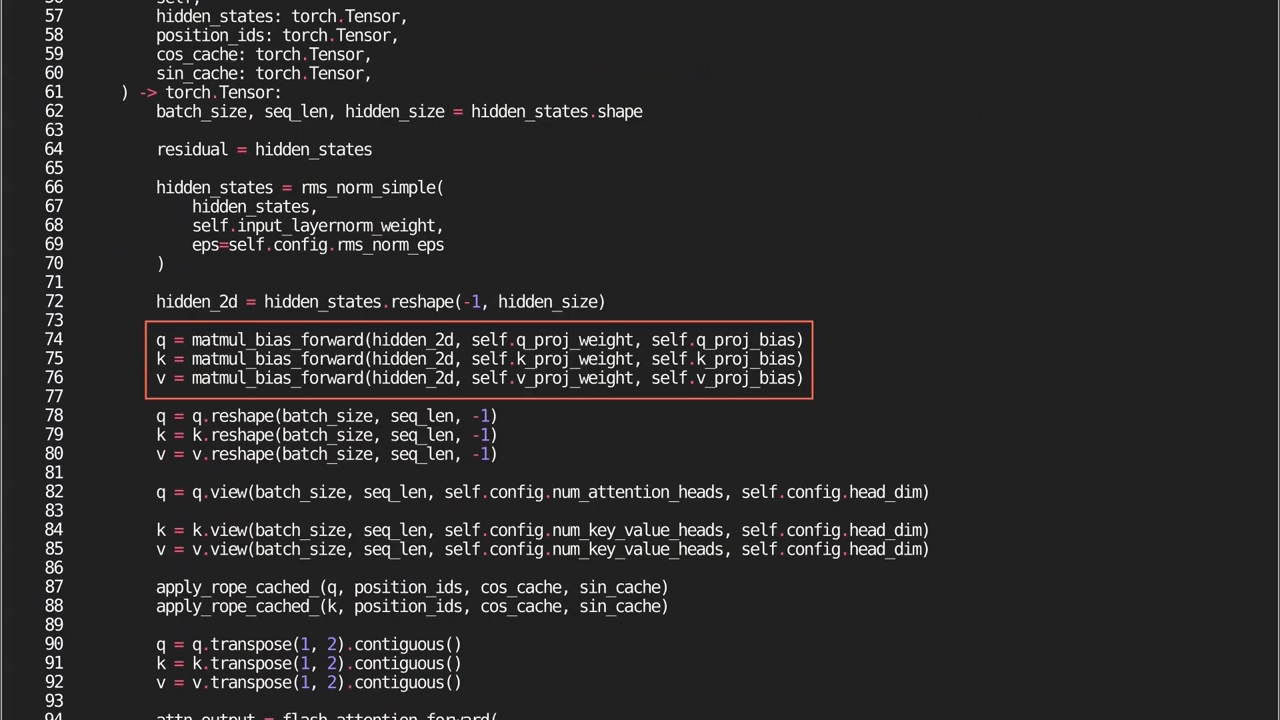 56 self,
57 hidden_states: torch.Tensor,
58 position_ids: torch.Tensor,
59 cos_cache: torch.Tensor,
60 sin_cache: torch.Tensor,
61 ) -> torch.Tensor:
62 batch_size, seq_len, hidden_size = hidden_states.shape
63
64 residual = hidden_states
65
66 hidden_states = rms_norm_simple(
67 hidden_states,
68 self.input_layernorm_weight,
69 eps=self.config.rms_norm_eps
70 )
71
72 hidden_2d = hidden_states.reshape(-1, hidden_size)
73
74 q = matmul_bias_forward(hidden_2d, self.q_proj_weight, self.q_proj_bias)
75 k = matmul_bias_forward(hidden_2d, self.k_proj_weight, self.k_proj_bias)
76 v = matmul_bias_forward(hidden_2d, self.v_proj_weight, self.v_proj_bias)
77
78 q = q.reshape(batch_size, seq_len, -1)
79 k = k.reshape(batch_size, seq_len, -1)
80 v = v.reshape(batch_size, seq_len, -1)
81
82 q = q.view(batch_size, seq_len, self.config.num_attention_heads, self.config.head_dim)
83
84 k = k.view(batch_size, seq_len, self.config.num_key_value_heads, self.config.head_dim)
85 v = v.view(batch_size, seq_len, self.config.num_key_value_heads, self.config.head_dim)
86
87 apply_rope_cached_(q, position_ids, cos_cache, sin_cache)
88 apply_rope_cached_(k, position_ids, cos_cache, sin_cache)
89
90 q = q.transpose(1, 2).contiguous()
91 k = k.transpose(1, 2).contiguous()
92 v = v.transpose(1, 2).contiguous()
93
94 attn_output = flash_attention_forward(